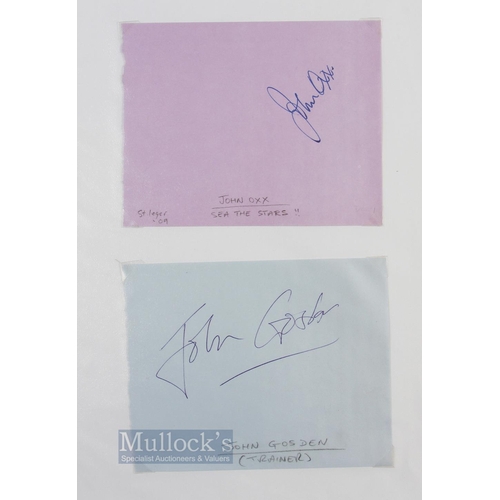 John Oxx
JOHN OXX
SEA THE STARS !!
St leger
'09
John Gosden
JOHN GOSDEN
(TRAINER)
Mullock's
Specialist Auctioneers & Valuers